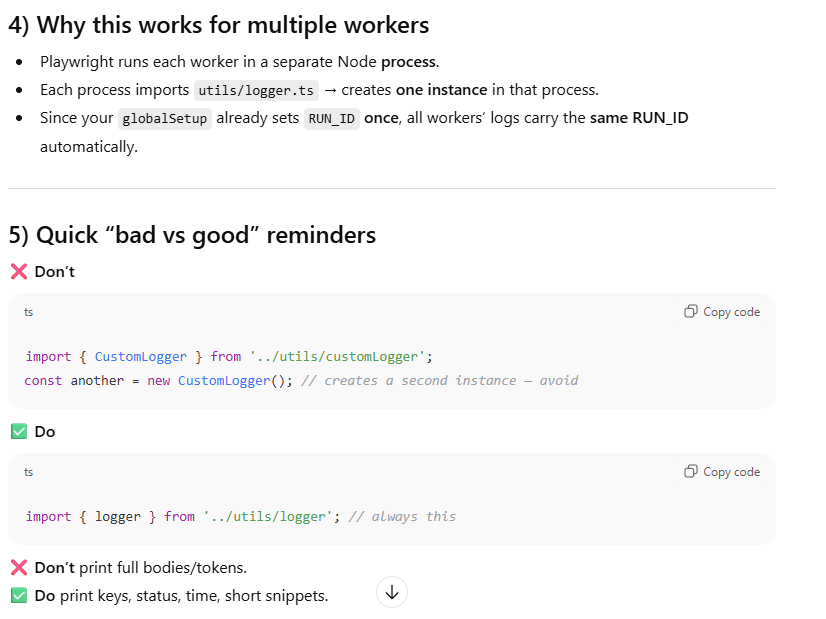 4) Why this works for multiple workers
• Playwright runs each worker in a separate Node process.
• Each process imports utils/logger.ts → creates one instance in that process.
• Since your globalSetup already sets RUN_ID once, all workers’ logs carry the same RUN_ID
automatically.
5) Quick “bad vs good” reminders
❌ Don’t
ts
Copy code
import { CustomLogger } from '../utils/customLogger';
const another = new CustomLogger(); // creates a second instance — avoid
✅ Do
ts
Copy code
import { logger } from '../utils/logger'; // always this
❌ Don’t print full bodies/tokens.
✅ Do print keys, status, time, short snippets.